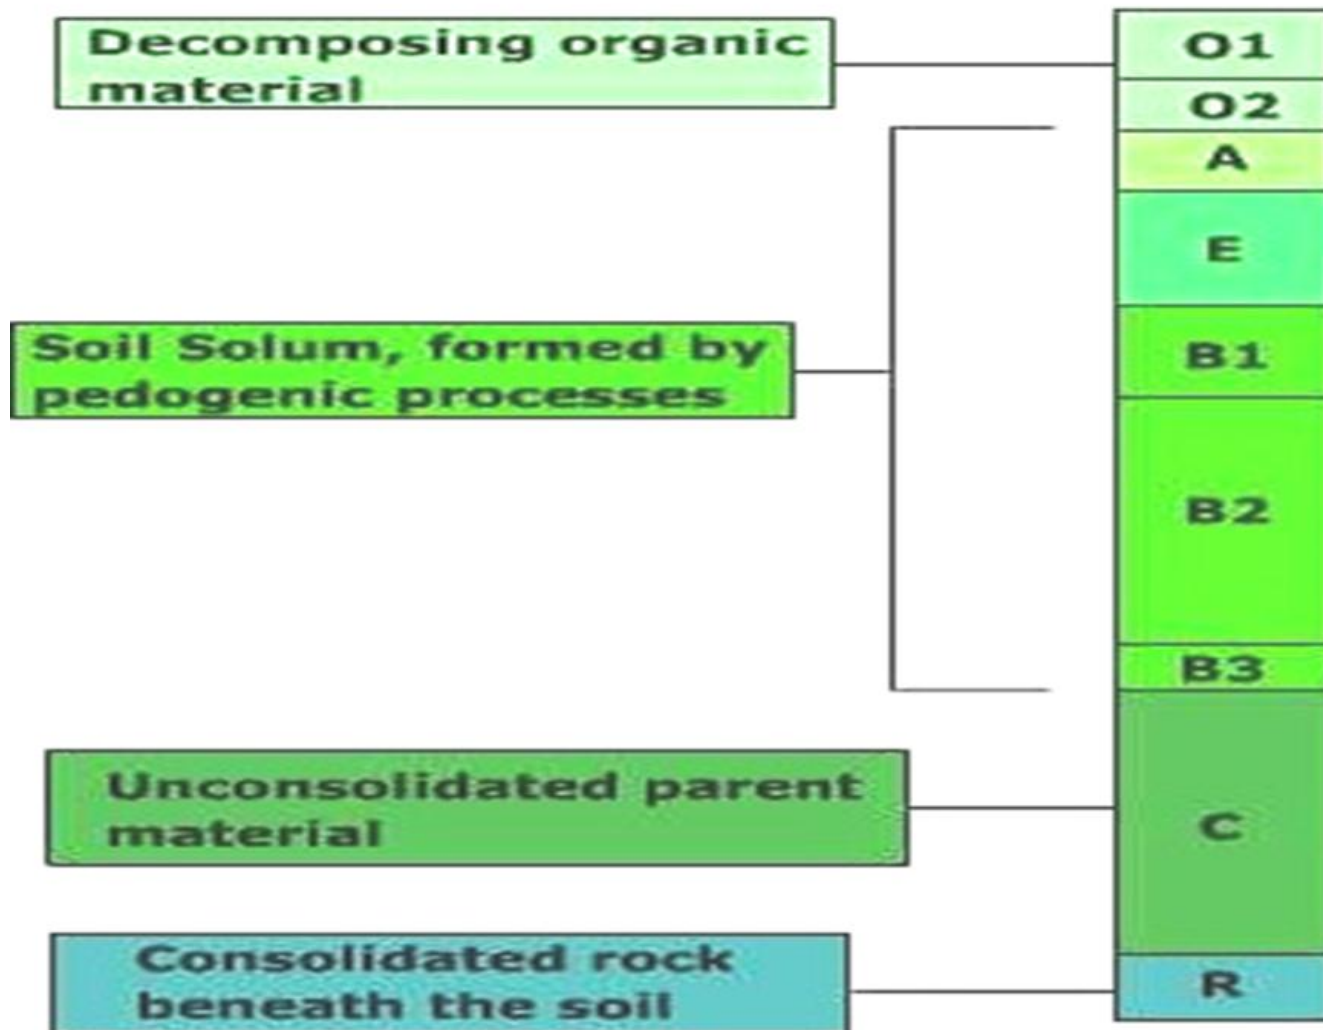 Decomposing organic
material
O1
O2
A
E
B1
Soil Solum, formed by
pedogenic processes
B2
B3
Unconsolidated parent
material
C
Consolidated rock
beneath the soil
R